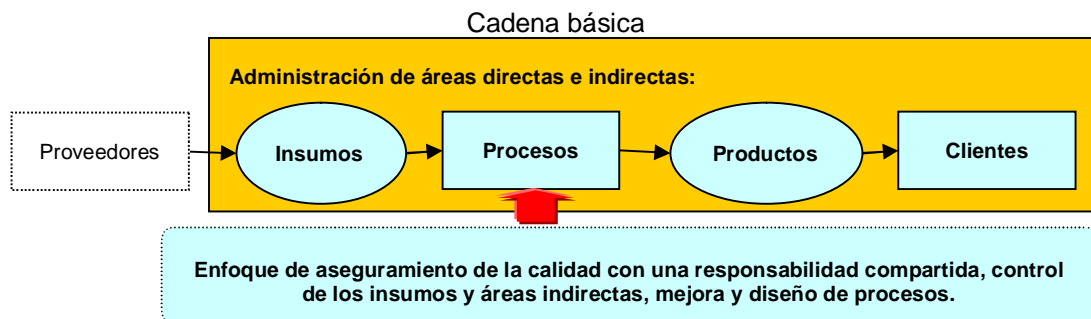 Cadena básica
Administración de áreas directas e indirectas:
Proveedores
Insumos
Procesos
Productos
Clientes
Enfoque de aseguramiento de la calidad con una responsabilidad compartida, control
de los insumos y áreas indirectas, mejora y diseño de procesos.